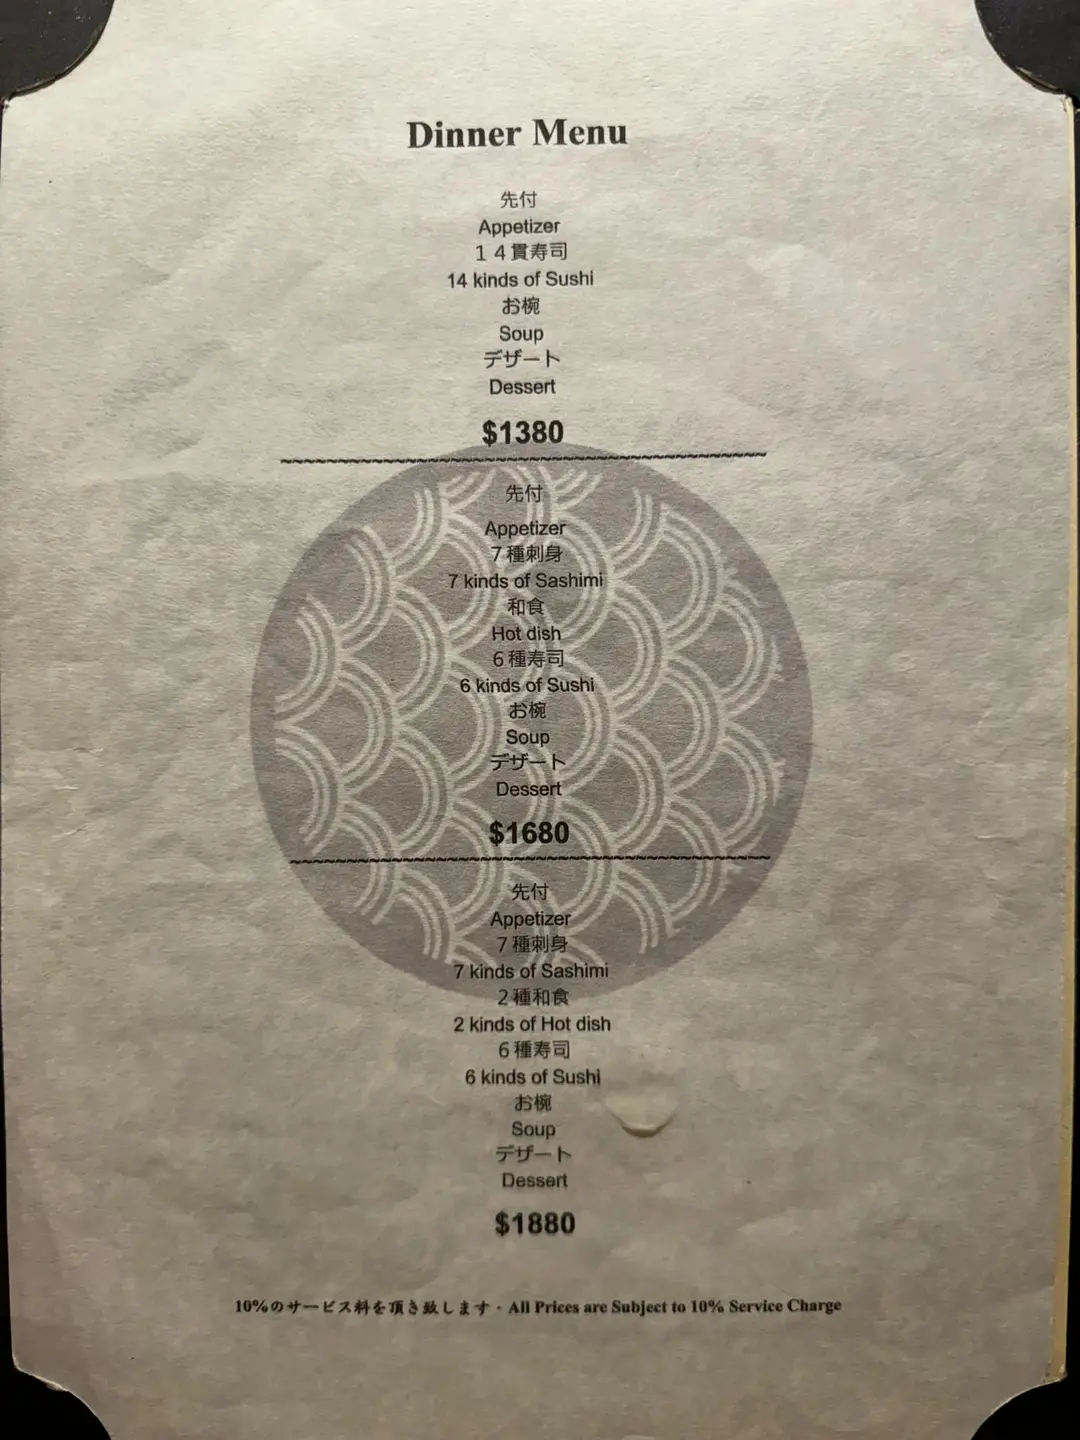 Dinner Menu
先付
Appetizer
１４貫寿司
14 kinds of Sushi
お椀
Soup
デザート
Dessert
$1380
先付
Appetizer
７種刺身
7 kinds of Sashimi
和食
Hot dish
６種寿司
6 kinds of Sushi
お椀
Soup
デザート
Dessert
$1680
先付
Appetizer
７種刺身
7 kinds of Sashimi
２種和食
2 kinds of Hot dish
６種寿司
6 kinds of Sushi
お椀
Soup
デザート
Dessert
$1880
10%のサービス料を頂き致します・All Prices are Subject to 10% Service Charge